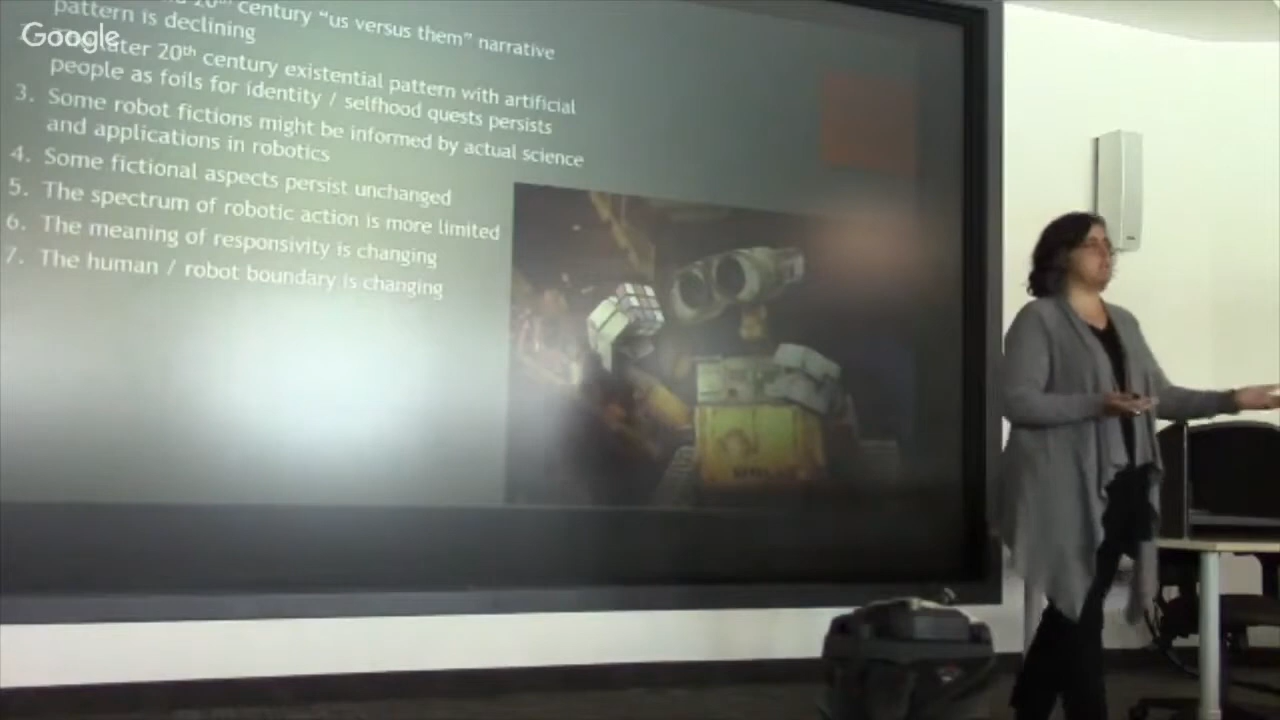 20th century “us versus them” narrative
pattern is declining
Google
later 20th century existential pattern with artificial
people as foils for identity / selfhood quests persists
3. Some robot fictions might be informed by actual science
and applications in robotics
4. Some fictional aspects persist unchanged
5. The spectrum of robotic action is more limited
6. The meaning of responsivity is changing
7. The human / robot boundary is changing